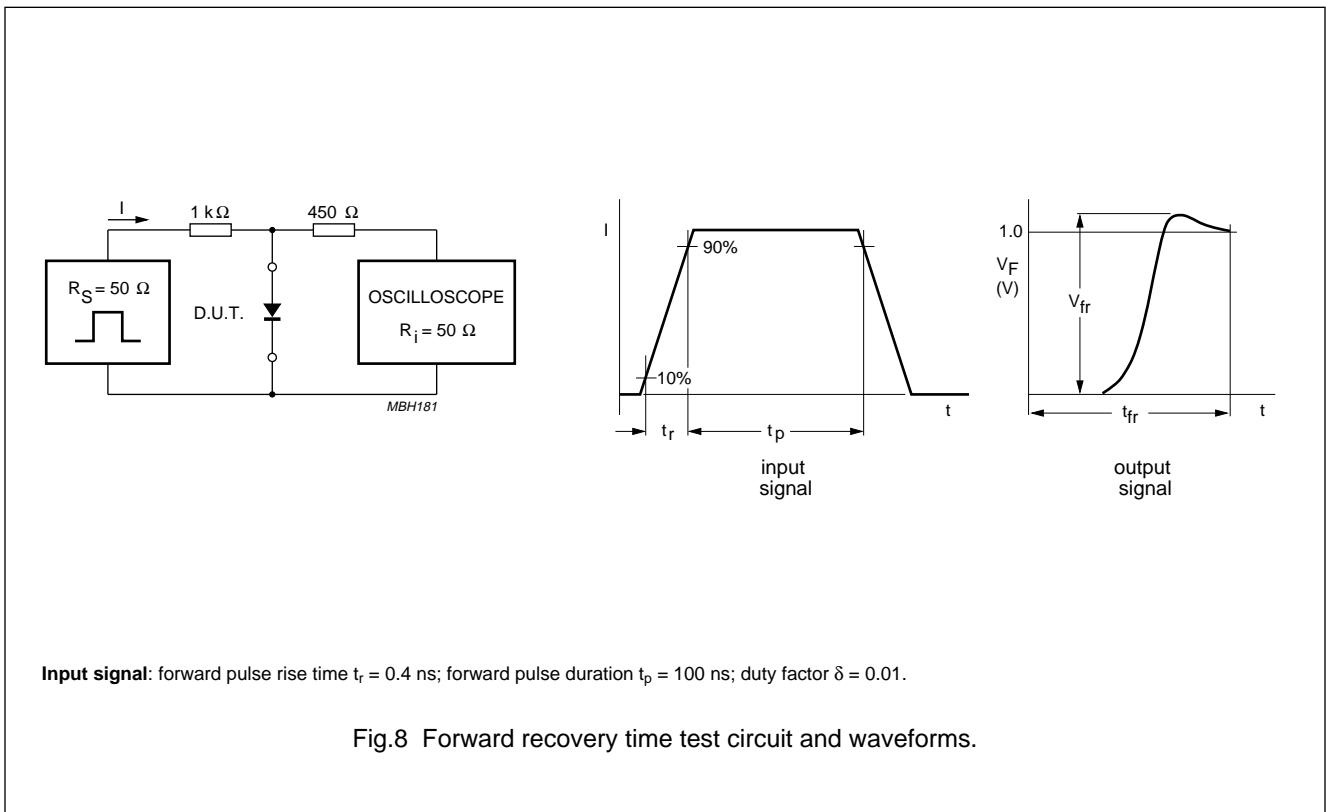 I
1 kΩ
450 Ω
R_S = 50 Ω
D.U.T.
OSCILLOSCOPE
R_i = 50 Ω
MBH181
I
90%
10%
t
t_r
t_p
input
signal
1.0
V_F
(V)
V_fr
t_fr
t
output
signal
Input signal: forward pulse rise time t_r = 0.4 ns; forward pulse duration t_p = 100 ns; duty factor δ = 0.01.
Fig.8 Forward recovery time test circuit and waveforms.